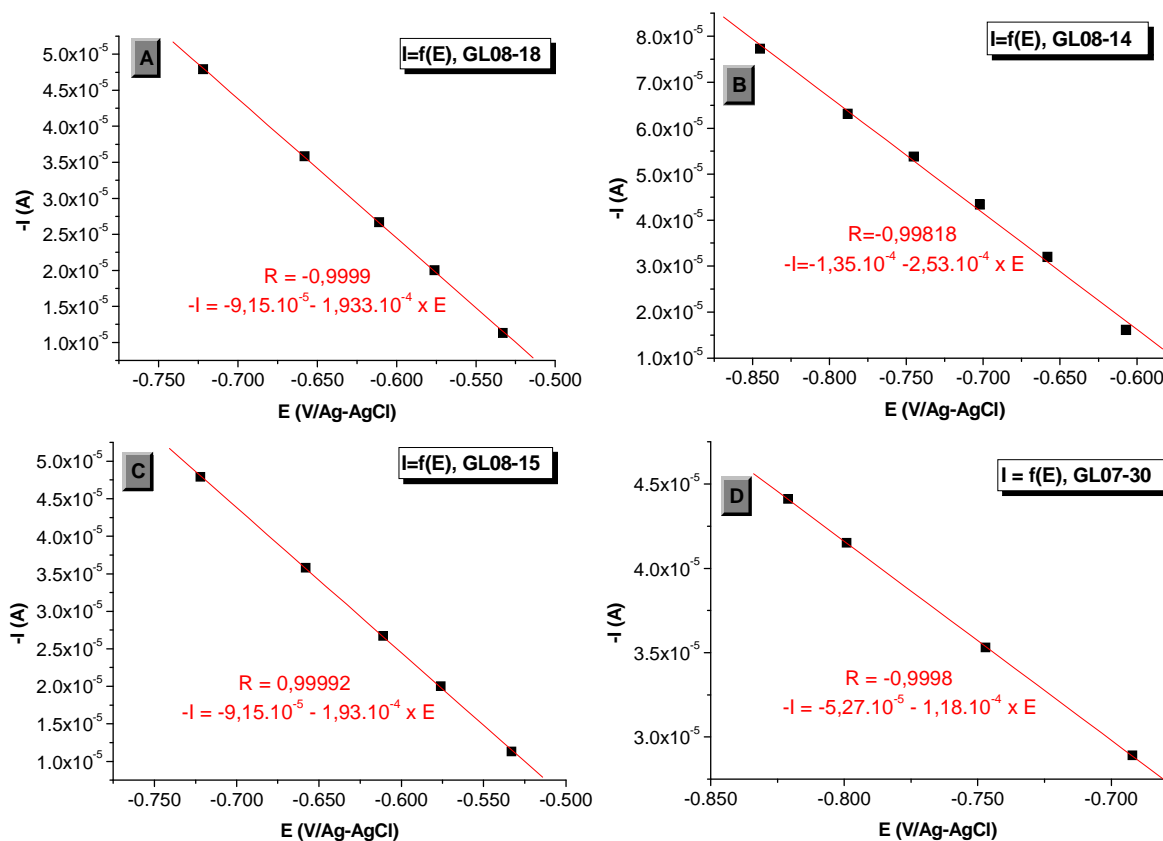 A
I=f(E), GL08-18
5.0x10⁻⁵
4.5x10⁻⁵
4.0x10⁻⁵
3.5x10⁻⁵
3.0x10⁻⁵
2.5x10⁻⁵
2.0x10⁻⁵
1.5x10⁻⁵
1.0x10⁻⁵
-I (A)
R = -0,9999
-I = -9,15.10⁻⁵- 1,933.10⁻⁴ x E
-0.750 -0.700 -0.650 -0.600 -0.550 -0.500
E (V/Ag-AgCl)
B
I=f(E), GL08-14
8.0x10⁻⁵
7.0x10⁻⁵
6.0x10⁻⁵
5.0x10⁻⁵
4.0x10⁻⁵
3.0x10⁻⁵
2.0x10⁻⁵
1.0x10⁻⁵
-I (A)
R=-0,99818
-I=-1,35.10⁻⁴ -2,53.10⁻⁴ x E
-0.850 -0.800 -0.750 -0.700 -0.650 -0.600
E (V/Ag-AgCl)
C
I=f(E), GL08-15
5.0x10⁻⁵
4.5x10⁻⁵
4.0x10⁻⁵
3.5x10⁻⁵
3.0x10⁻⁵
2.5x10⁻⁵
2.0x10⁻⁵
1.5x10⁻⁵
1.0x10⁻⁵
-I (A)
R = 0,99992
-I = -9,15.10⁻⁵ - 1,93.10⁻⁴ x E
-0.750 -0.700 -0.650 -0.600 -0.550 -0.500
E (V/Ag-AgCl)
D
I = f(E), GL07-30
4.5x10⁻⁵
4.0x10⁻⁵
3.5x10⁻⁵
3.0x10⁻⁵
-I (A)
R = -0,9998
-I = -5,27.10⁻⁵ - 1,18.10⁻⁴ x E
-0.850 -0.800 -0.750 -0.700
E (V/Ag-AgCl)